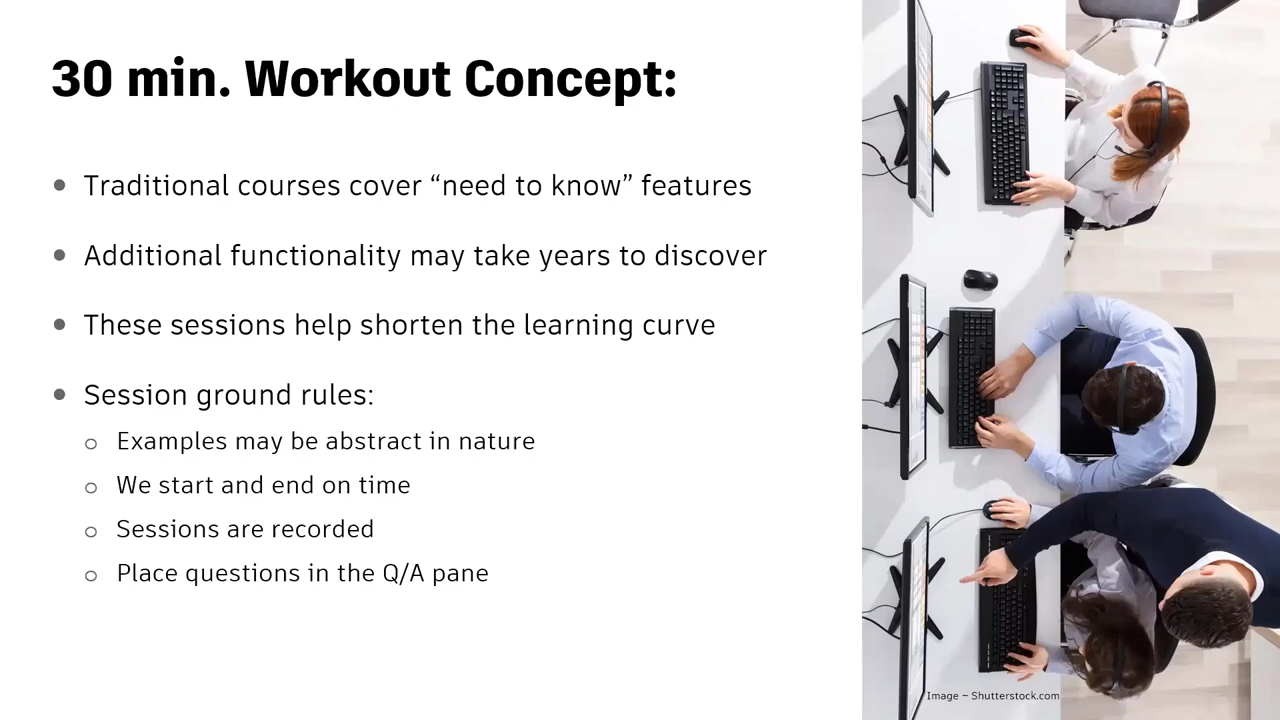 30 min. Workout Concept:
• Traditional courses cover “need to know” features
• Additional functionality may take years to discover
• These sessions help shorten the learning curve
• Session ground rules:
o Examples may be abstract in nature
o We start and end on time
o Sessions are recorded
o Place questions in the Q/A pane
Image – Shutterstock.com